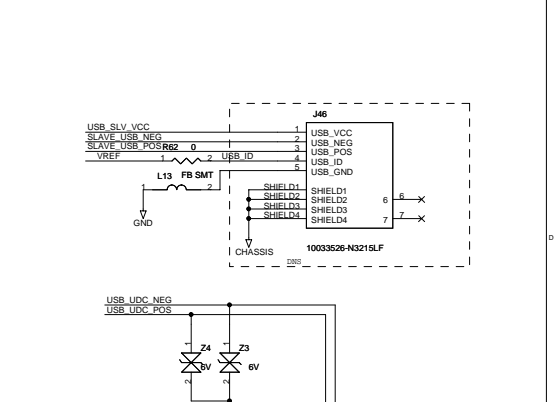 J46
USB_SLV_VCC 1 USB_VCC
SLAVE_USB_NEG 2 USB_NEG
SLAVE_USB_POS R62 0 3 USB_POS
VREF 1 2 USB_ID 4 USB_ID
5 USB_GND
L13 FB SMT
1 2
SHIELD1 SHIELD1
SHIELD2 SHIELD2 6 6
SHIELD3 SHIELD3
SHIELD4 SHIELD4 7 7
GND
CHASSIS
10033526-N3215LF
DNS
D
USB_UDC_NEG
USB_UDC_POS
1 1
Z4 Z3
6V 6V
2 2